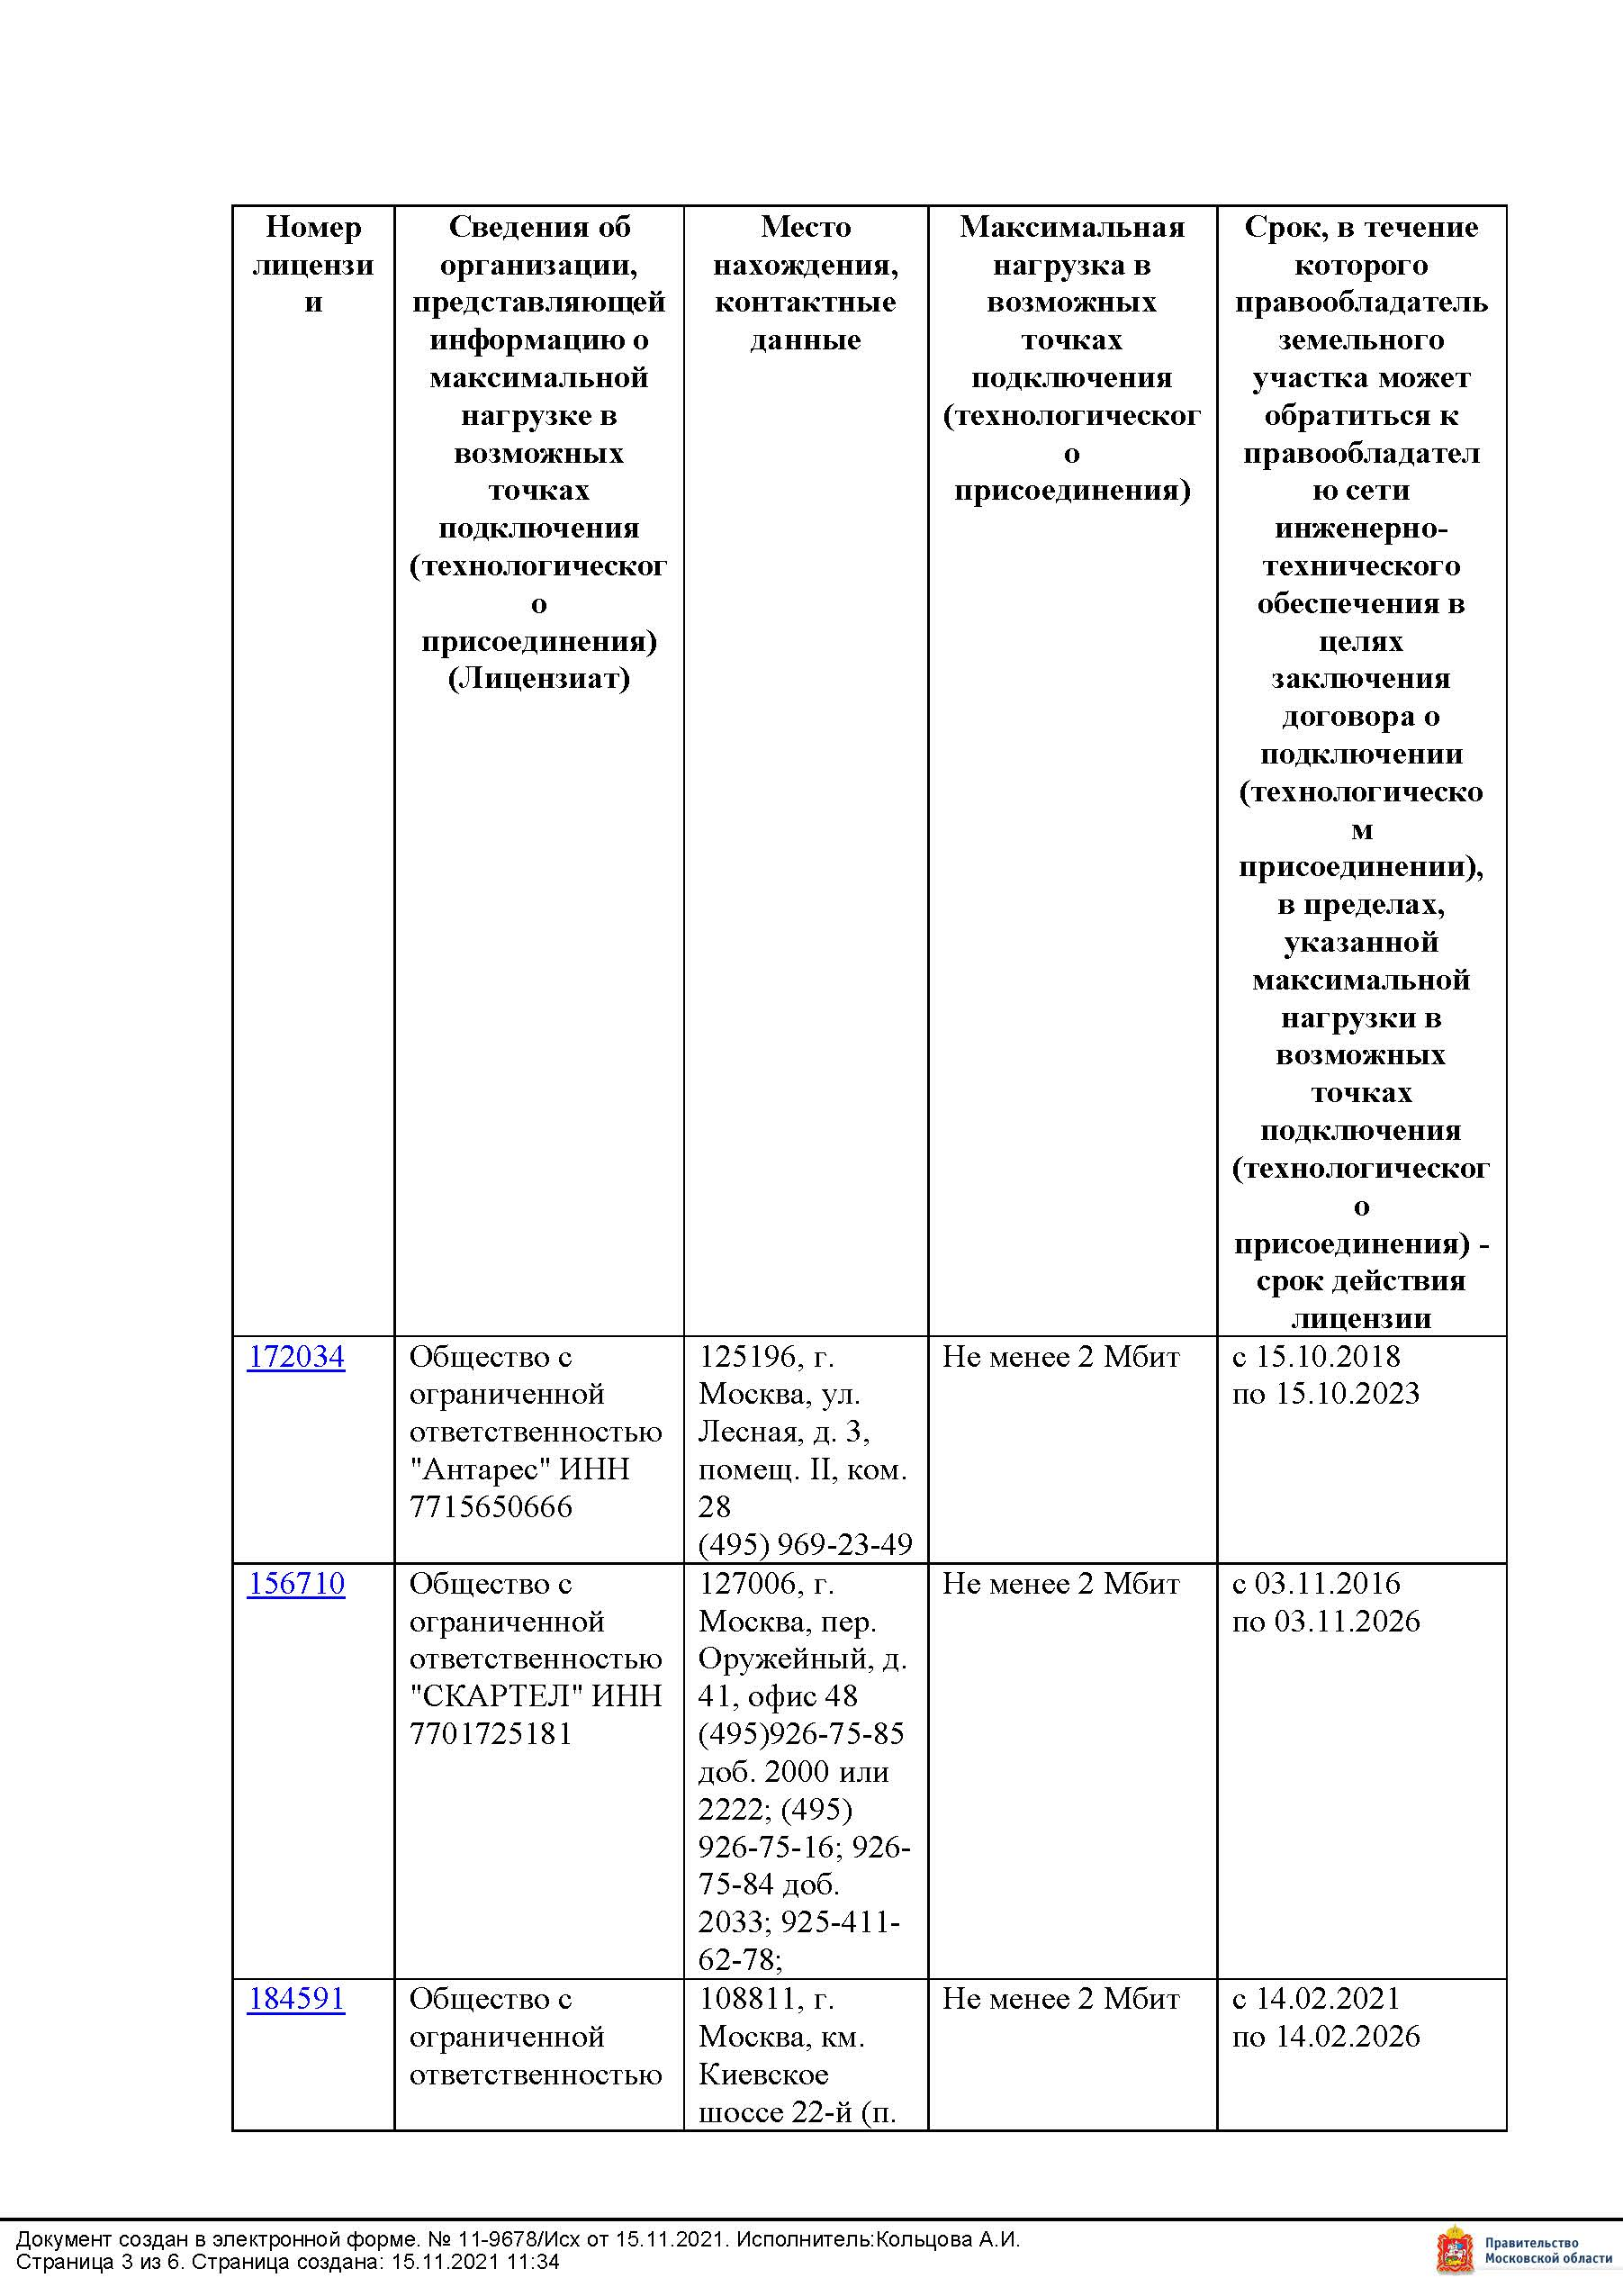 Номер
лицензи
и
Сведения об
организации,
представляющей
информацию о
максимальной
нагрузке в
возможных
точках
подключения
(технологическог
о
присоединения)
(Лицензиат)
Место
нахождения,
контактные
данные
Максимальная
нагрузка в
возможных
точках
подключения
(технологическог
о
присоединения)
Срок, в течение
которого
правообладатель
земельного
участка может
обратиться к
правообладател
ю сети
инженерно-
технического
обеспечения в
целях
заключения
договора о
подключении
(технологическо
м
присоединении),
в пределах,
указанной
максимальной
нагрузки в
возможных
точках
подключения
(технологическог
о
присоединения) -
срок действия
лицензии
172034
Общество с
ограниченной
ответственностью
"Антарес" ИНН
7715650666
125196, г.
Москва, ул.
Лесная, д. 3,
помещ. II, ком.
28
(495) 969-23-49
Не менее 2 Мбит
с 15.10.2018
по 15.10.2023
156710
Общество с
ограниченной
ответственностью
"СКАРТЕЛ" ИНН
7701725181
127006, г.
Москва, пер.
Оружейный, д.
41, офис 48
(495)926-75-85
доб. 2000 или
2222; (495)
926-75-16; 926-
75-84 доб.
2033; 925-411-
62-78;
Не менее 2 Мбит
с 03.11.2016
по 03.11.2026
184591
Общество с
ограниченной
ответственностью
108811, г.
Москва, км.
Киевское
шоссе 22-й (п.
Не менее 2 Мбит
с 14.02.2021
по 14.02.2026
Документ создан в электронной форме. № 11-9678/Исх от 15.11.2021. Исполнитель:Кольцова А.И.
Страница 3 из 6. Страница создана: 15.11.2021 11:34
Правительство
Московской области